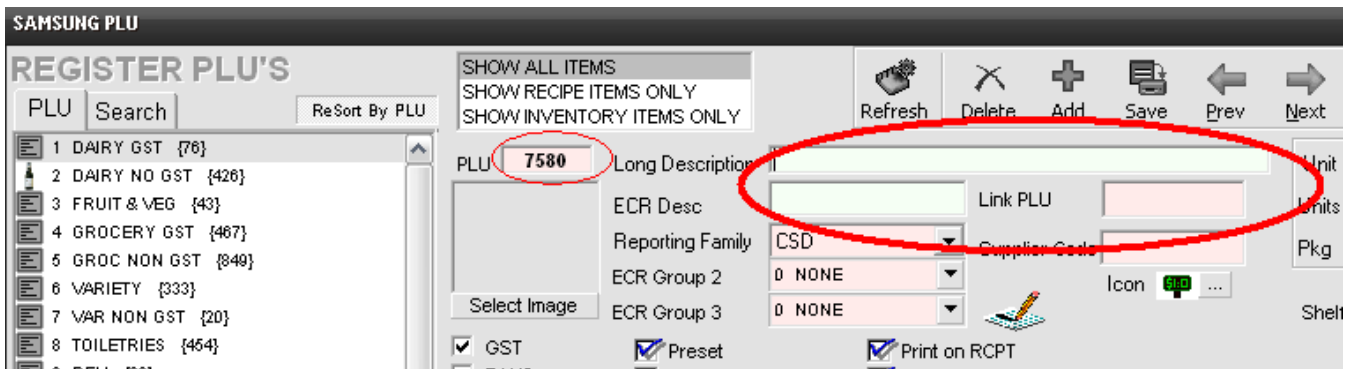 SAMSUNG PLU
REGISTER PLU'S
PLU Search ReSort By PLU
1 DAIRY GST {76}
2 DAIRY NO GST {426}
3 FRUIT & VEG {43}
4 GROCERY GST {467}
5 GROC NON GST {849}
6 VARIETY {333}
7 VAR NON GST {20}
8 TOILETRIES {454}
SHOW ALL ITEMS
SHOW RECIPE ITEMS ONLY
SHOW INVENTORY ITEMS ONLY
Refresh Delete Add Save Prev Next
PLU 7580 Long Description Unit
ECR Desc Link PLU Units
Reporting Family CSD Supplier Code Pkg
ECR Group 2 0 NONE Icon $1.0 ...
Select Image ECR Group 3 0 NONE Shelf
GST Preset Print on RCPT